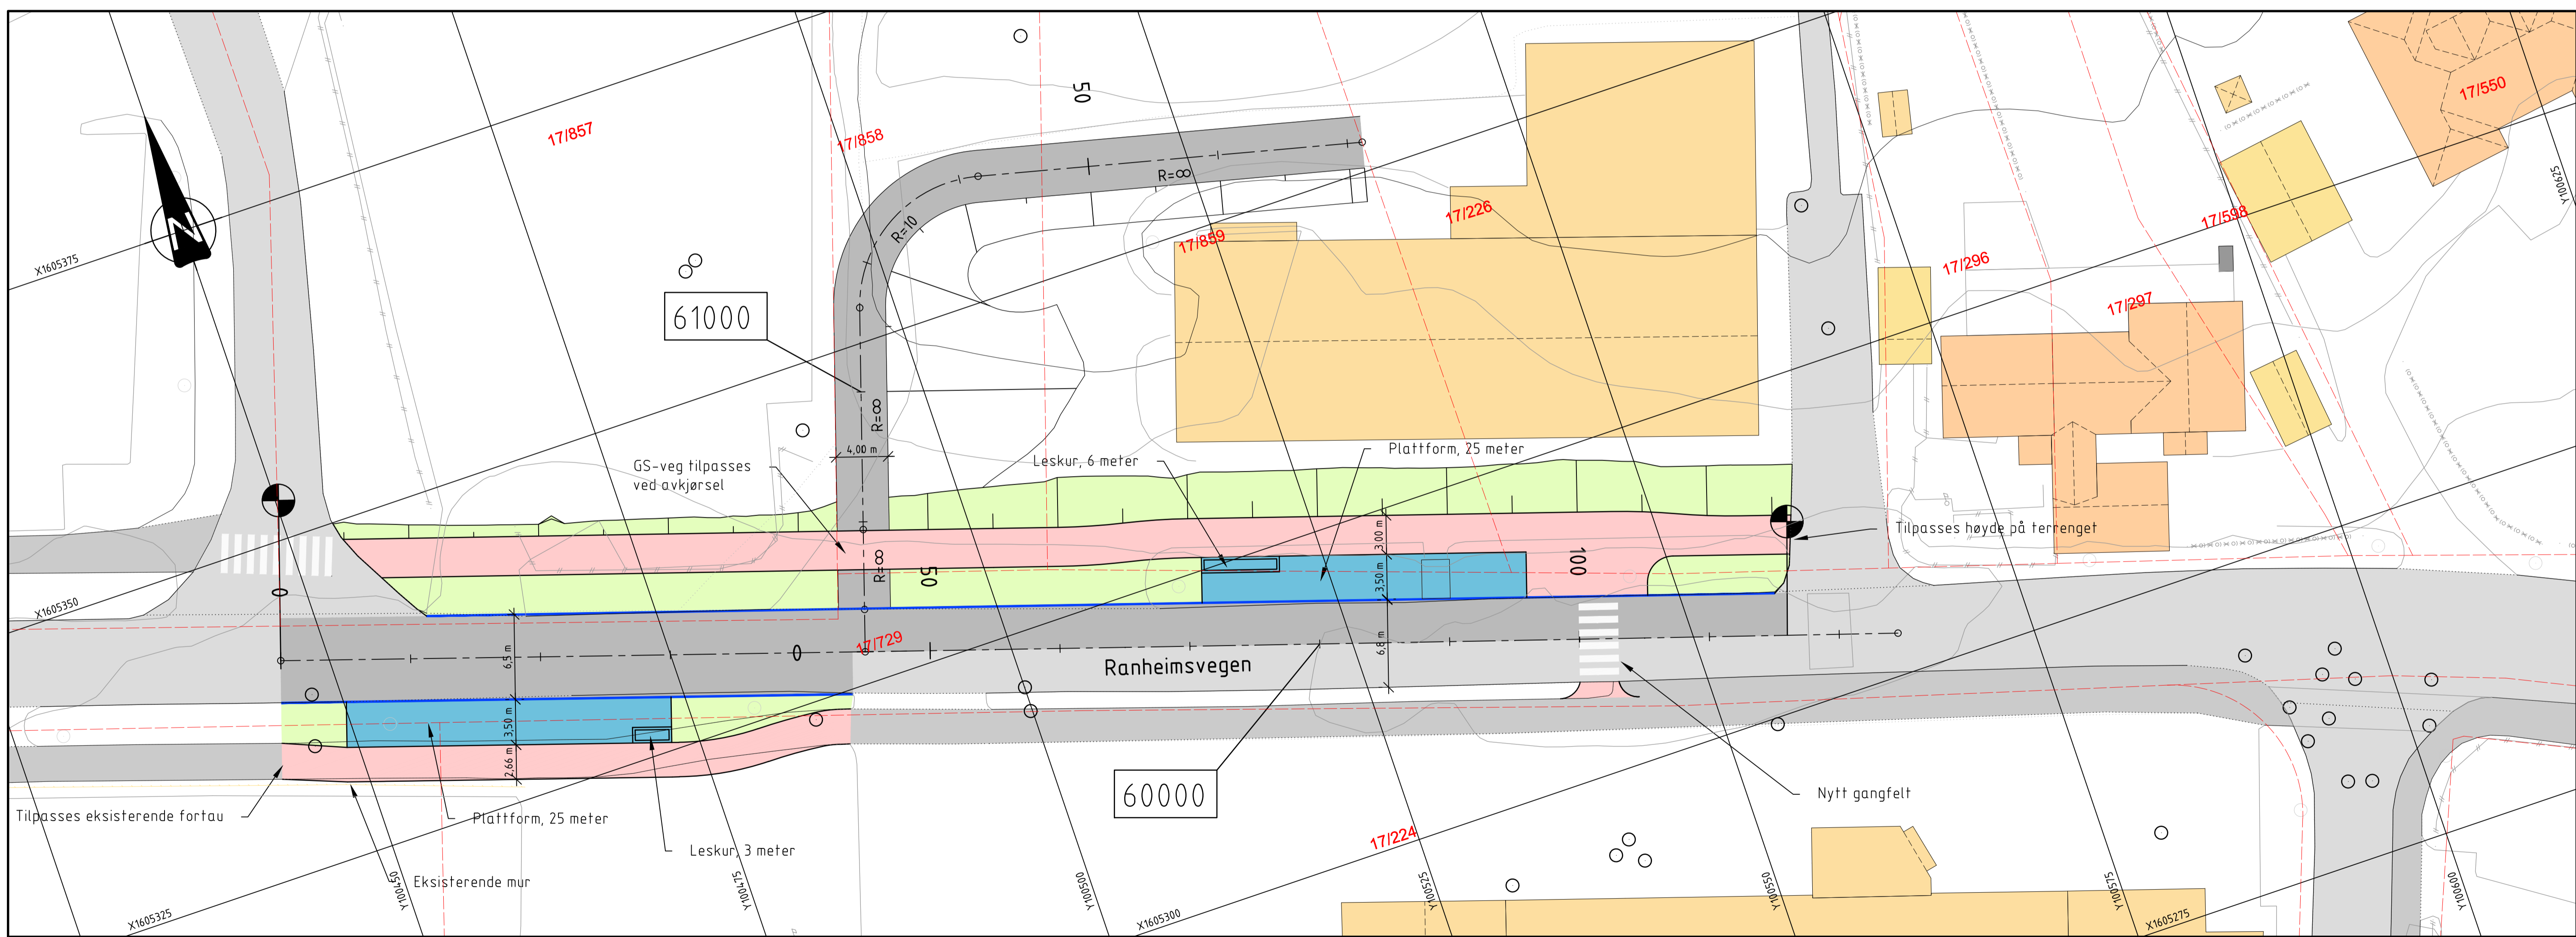 50
17/857
17/858
17/550
R=∞
R=10
Y100625
17/226
17/598
17/859
N
X1605375
17/296
17/297
61000
R=∞
4,00 m
GS-veg tilpasses
ved avkjørsel
Leskur, 6 meter
Plattform, 25 meter
Tilpasses høyde på terrenget
3,00 m
R=∞
50
100
0
3,50 m
X1605350
6,5 m
0
17/729
Ranheimsvegen
6,8 m
3,50 m
2,66 m
60000
Nytt gangfelt
Tilpasses eksisterende fortau
Plattform, 25 meter
Leskur, 3 meter
17/224
Eksisterende mur
Y100450
Y100475
Y100500
Y100525
Y100550
Y100575
Y100600
X1605325
X1605300
X1605275